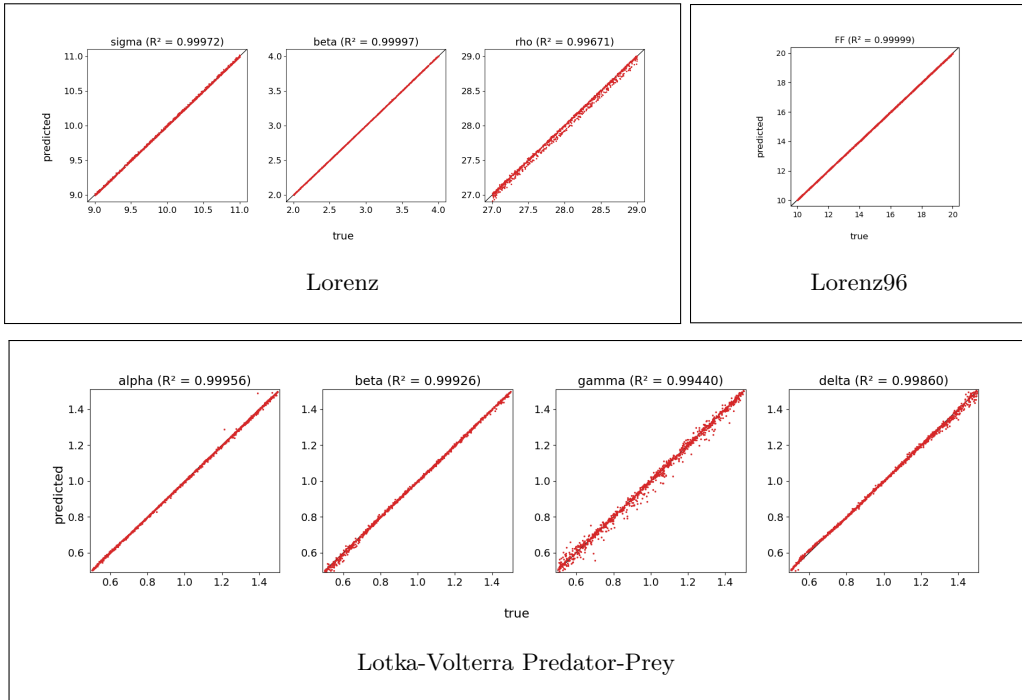 sigma (R² = 0.99972)
beta (R² = 0.99997)
rho (R² = 0.99671)
11.0
10.5
10.0
9.5
9.0
predicted
9.0 9.5 10.0 10.5 11.0
4.0
3.5
3.0
2.5
2.0
2.0 2.5 3.0 3.5 4.0
29.0
28.5
28.0
27.5
27.0
27.0 27.5 28.0 28.5 29.0
true
Lorenz
FF (R² = 0.99999)
20
18
16
14
12
10
predicted
10 12 14 16 18 20
true
Lorenz96
alpha (R² = 0.99956)
beta (R² = 0.99926)
gamma (R² = 0.99440)
delta (R² = 0.99860)
1.4
1.2
1.0
0.8
0.6
predicted
0.6 0.8 1.0 1.2 1.4
1.4
1.2
1.0
0.8
0.6
0.6 0.8 1.0 1.2 1.4
1.4
1.2
1.0
0.8
0.6
0.6 0.8 1.0 1.2 1.4
1.4
1.2
1.0
0.8
0.6
0.6 0.8 1.0 1.2 1.4
true
Lotka-Volterra Predator-Prey